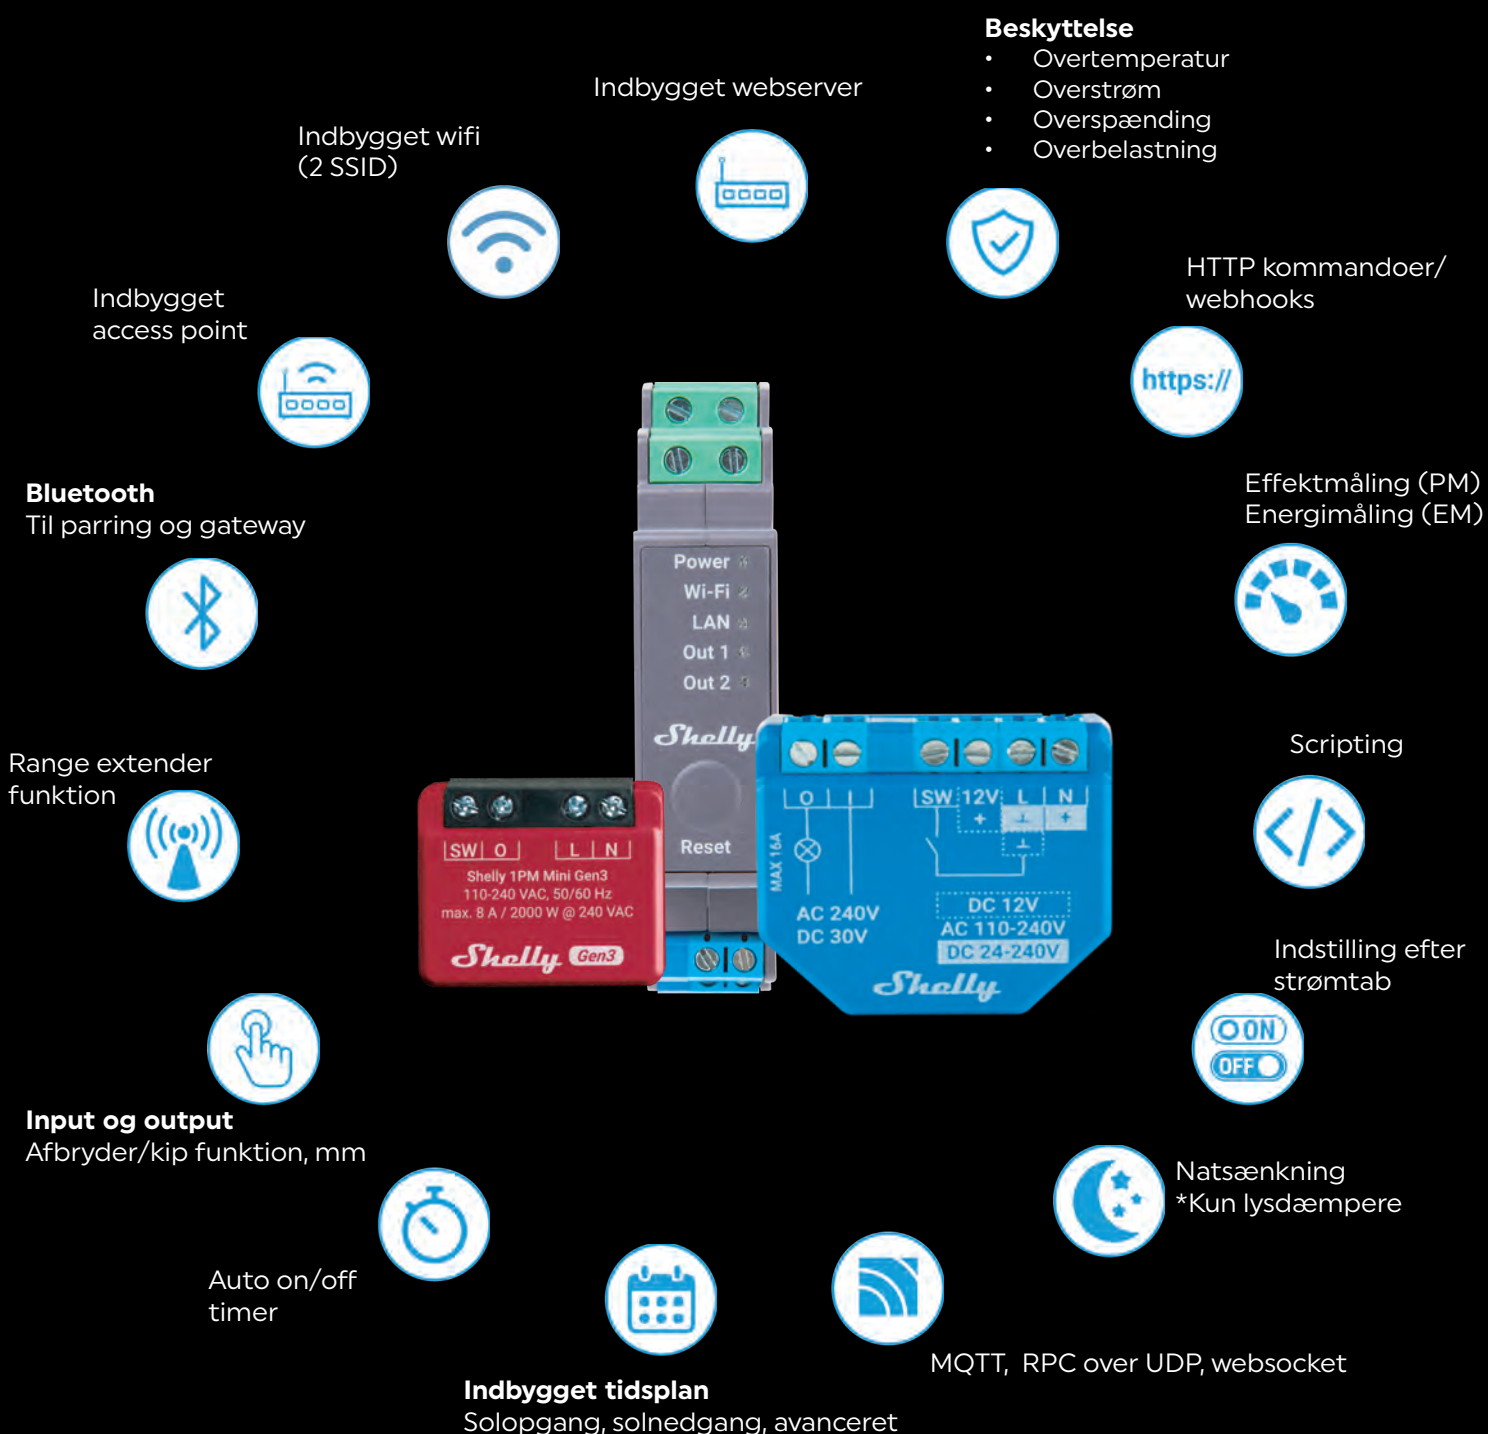 Beskyttelse
• Overtemperatur
• Overstrøm
• Overspænding
• Overbelastning
Indbygget webserver
Indbygget wifi
(2 SSID)
HTTP kommandoer/
webhooks
https://
Indbygget
access point
Effektmåling (PM)
Energimåling (EM)
Bluetooth
Til parring og gateway
Power
Wi-Fi
LAN
Out 1
Out 2
Shelly
Reset
Range extender
funktion
Scripting
</>
SW O L N
Shelly 1PM Mini Gen3
110-240 VAC, 50/60 Hz
max. 8 A / 2000 W @ 240 VAC
Shelly Gen3
O I SW 12V L N
+ ⊥ +
⊥
MAX 16A
AC 240V
DC 30V
DC 12V
AC 110-240V
DC 24-240V
Shelly
Indstilling efter
strømtab
ON
OFF
Input og output
Afbryder/kip funktion, mm
Natsænkning
*Kun lysdæmpere
Auto on/off
timer
MQTT, RPC over UDP, websocket
Indbygget tidsplan
Solopgang, solnedgang, avanceret